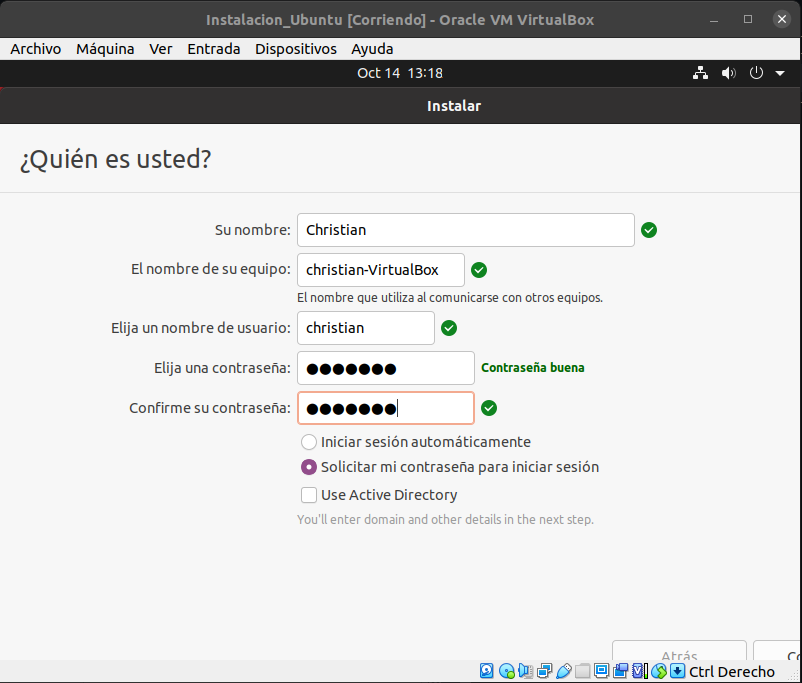 Instalacion_Ubuntu [Corriendo] - Oracle VM VirtualBox
Archivo Máquina Ver Entrada Dispositivos Ayuda
Oct 14 13:18
Instalar
¿Quién es usted?
Su nombre: Christian
El nombre de su equipo: christian-VirtualBox
El nombre que utiliza al comunicarse con otros equipos.
Elija un nombre de usuario: christian
Elija una contraseña: ●●●●●●● Contraseña buena
Confirme su contraseña: ●●●●●●●
Iniciar sesión automáticamente
Solicitar mi contraseña para iniciar sesión
Use Active Directory
You'll enter domain and other details in the next step.
Atrás
Ctrl Derecho